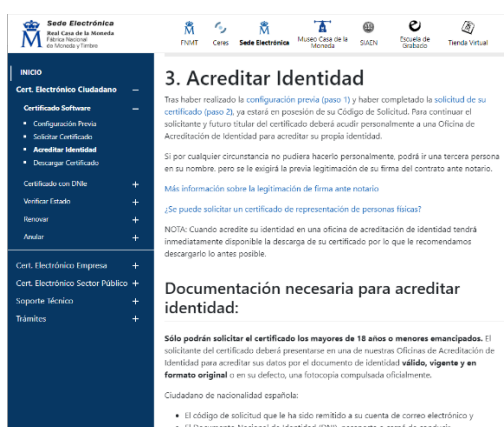 Sede Electrónica
Real Casa de la Moneda
Fábrica Nacional
de Moneda y Timbre
FNMT
Ceres
Sede Electrónica
Museo Casa de la
Moneda
SIAEN
Escuela de
Grabado
Tienda Virtual
INICIO
Cert. Electrónico Ciudadano –
Certificado Software –
Configuración Previa
Solicitar Certificado
Acreditar Identidad
Descargar Certificado
Certificado con DNIe +
Verificar Estado +
Renovar +
Anular +
Cert. Electrónico Empresa +
Cert. Electrónico Sector Público +
Soporte Técnico +
Trámites +
3. Acreditar Identidad
Tras haber realizado la configuración previa (paso 1) y haber completado la solicitud de su
certificado (paso 2), ya estará en posesión de su Código de Solicitud. Para continuar el
solicitante y futuro titular del certificado deberá acudir personalmente a una Oficina de
Acreditación de Identidad para acreditar su propia identidad.
Si por cualquier circunstancia no pudiera hacerlo personalmente, podrá ir una tercera persona
en su nombre, pero se le exigirá la previa legitimación de su firma del contrato ante notario.
Más información sobre la legitimación de firma ante notario
¿Se puede solicitar un certificado de representación de personas físicas?
NOTA: Cuando acredite su identidad en una oficina de acreditación de identidad tendrá
inmediatamente disponible la descarga de su certificado por lo que le recomendamos
descargarlo lo antes posible.
Documentación necesaria para acreditar
identidad:
Sólo podrán solicitar el certificado los mayores de 18 años o menores emancipados. El
solicitante del certificado deberá presentarse en una de nuestras Oficinas de Acreditación de
Identidad para acreditar sus datos por el documento de identidad válido, vigente y en
formato original o en su defecto, una fotocopia compulsada oficialmente.
Ciudadano de nacionalidad española:
El código de solicitud que le ha sido remitido a su cuenta de correo electrónico y
El Documento Nacional de Identidad (DNI), pasaporte o carné de conducir